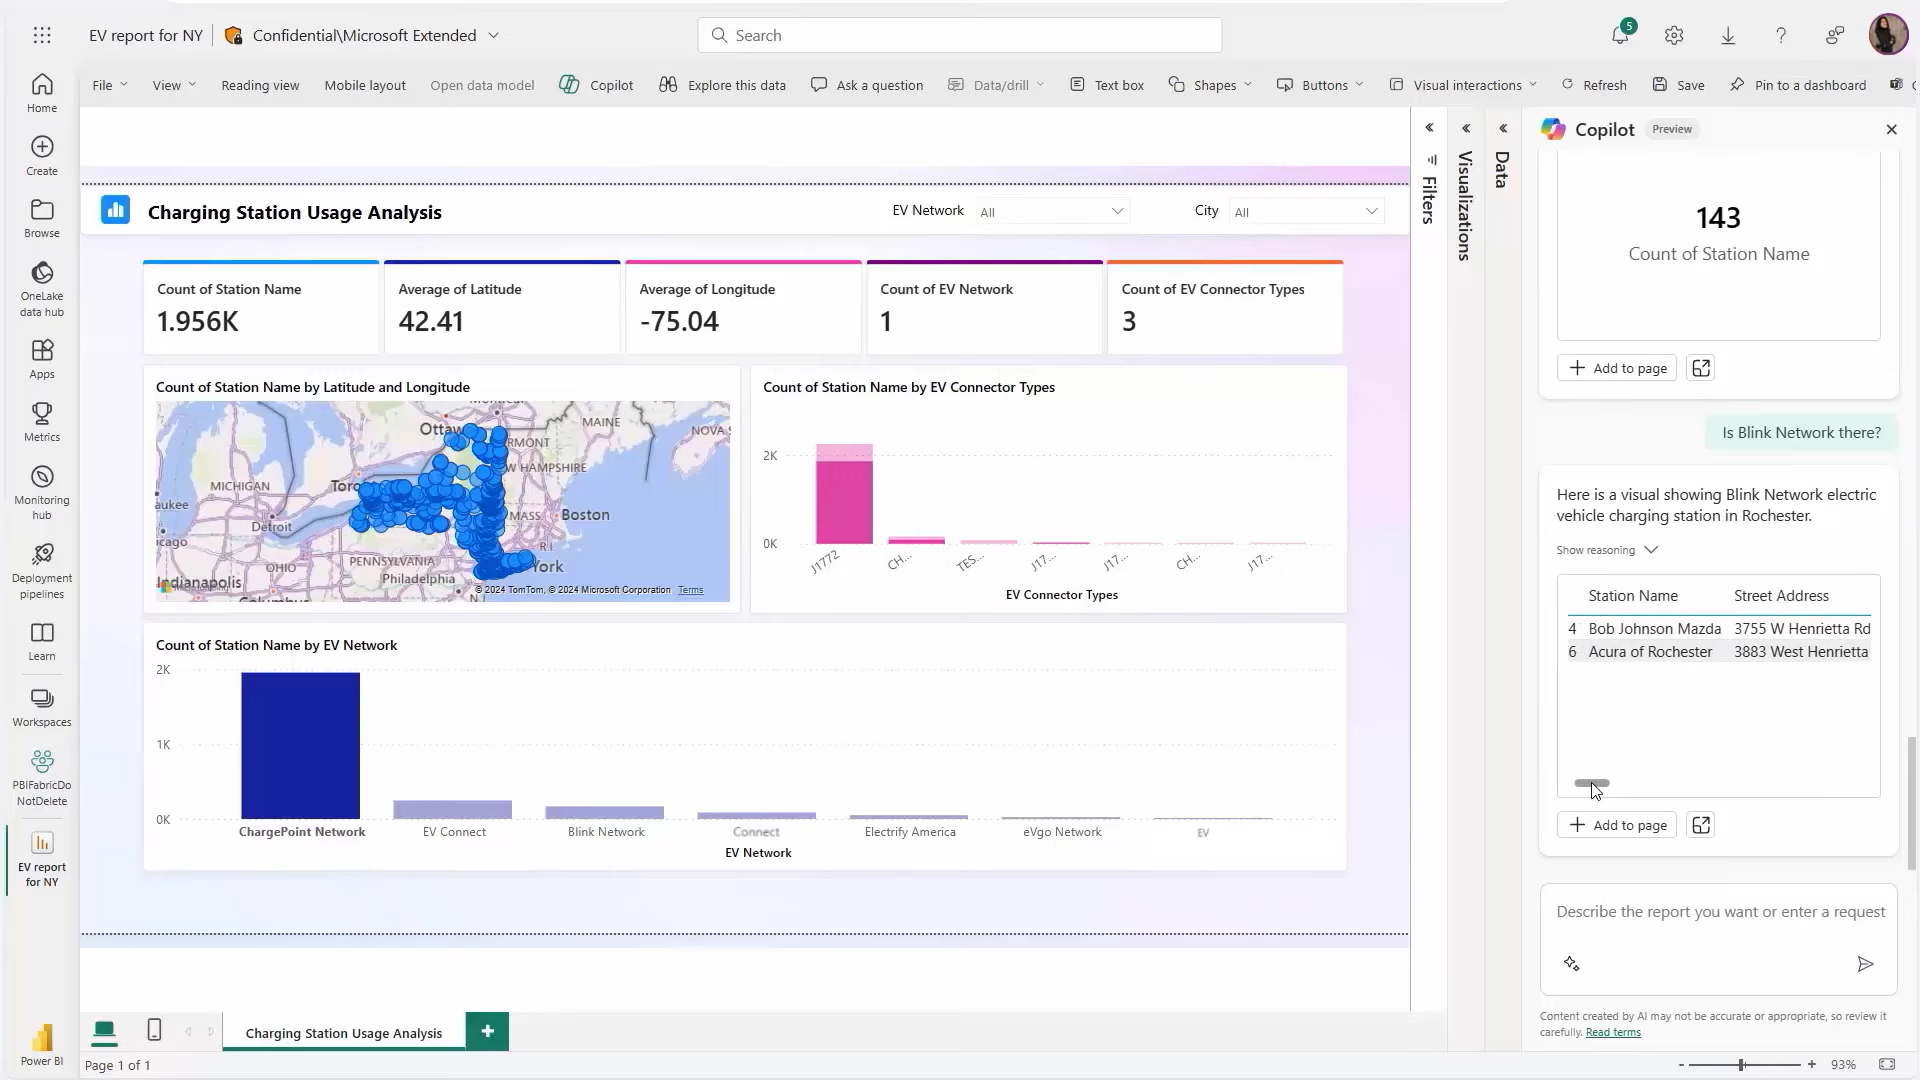 EV report for NY
Confidential\Microsoft Extended
Search
5
File
View
Reading view
Mobile layout
Open data model
Copilot
Explore this data
Ask a question
Data/drill
Text box
Shapes
Buttons
Visual interactions
Refresh
Save
Pin to a dashboard
Home
Create
Browse
OneLake
data hub
Apps
Metrics
Monitoring
hub
Deployment
pipelines
Learn
Workspaces
PBIFabricDo
NotDelete
EV report
for NY
Power BI
Charging Station Usage Analysis
EV Network
All
City
All
Count of Station Name
1.956K
Average of Latitude
42.41
Average of Longitude
-75.04
Count of EV Network
1
Count of EV Connector Types
3
Count of Station Name by Latitude and Longitude
Ottaw
MAINE
NOVA S
RMONT
W HAMPSHIRE
MICHIGAN
Toro
aukee
MASS
Boston
Detroit
icago
R.I
PENNSYLVANIA
York
OHIO
Philadelphia
Indianapolis
© 2024 TomTom, © 2024 Microsoft Corporation Terms
Count of Station Name by EV Connector Types
2K
0K
J1772
CH...
TES...
J17...
J17...
CH...
J17...
EV Connector Types
Count of Station Name by EV Network
2K
1K
0K
ChargePoint Network
EV Connect
Blink Network
Connect
Electrify America
eVgo Network
EV
EV Network
Filters
Visualizations
Data
Copilot
Preview
143
Count of Station Name
Add to page
Is Blink Network there?
Here is a visual showing Blink Network electric
vehicle charging station in Rochester.
Show reasoning
Station Name Street Address
4 Bob Johnson Mazda 3755 W Henrietta Rd
6 Acura of Rochester 3883 West Henrietta
Add to page
Describe the report you want or enter a request
Content created by AI may not be accurate or appropriate, so review it
carefully. Read terms
Charging Station Usage Analysis
Page 1 of 1
93%